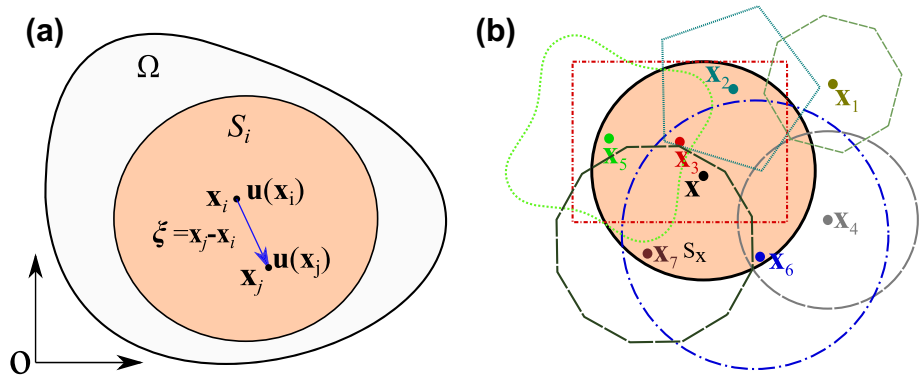 (a)
Ω
S_i
x_i u(x_i)
ξ =x_j-x_i
x_j u(x_j)
O
(b)
x_2
x_1
x_5
x_3
x
x_4
x_7 S_x
x_6